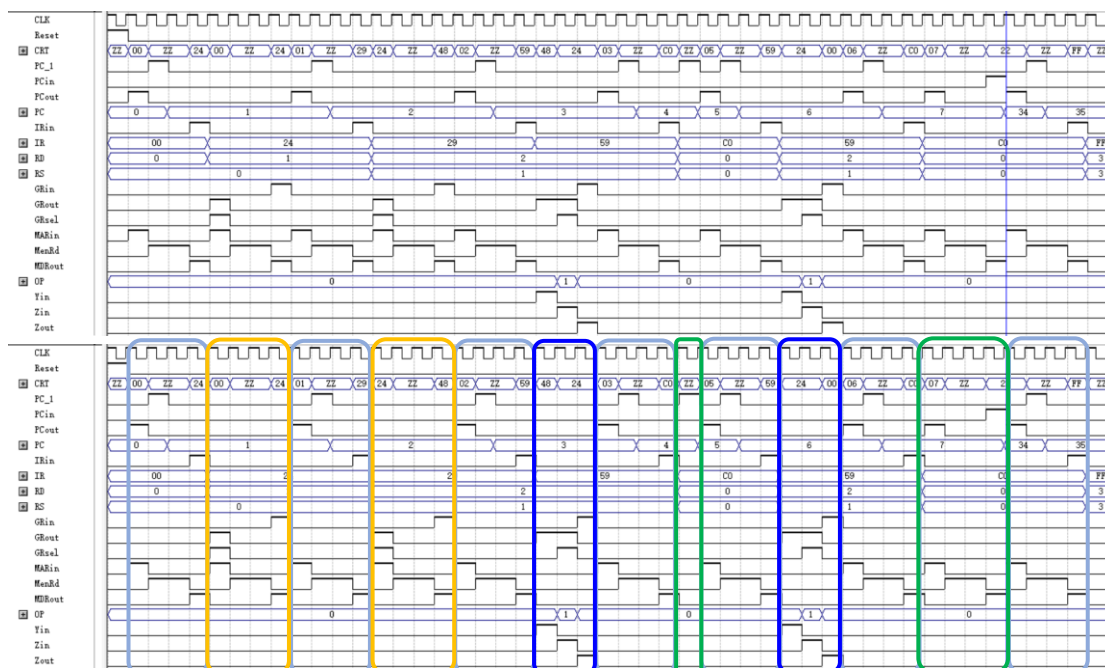 CLK
Reset
CRT ZZ 00 ZZ 24 00 ZZ 24 01 ZZ 29 24 ZZ 48 02 ZZ 59 48 24 03 ZZ C0 ZZ 05 ZZ 59 24 00 06 ZZ C0 07 ZZ 22 ZZ FF ZZ
PC_1
PCin
PCout
PC 0 1 2 3 4 5 6 7 34 35
IRin
IR 00 24 29 59 C0 59 C0 FF
RD 0 1 2 0 2 0 3
RS 0 1 0 1 0 3
GRin
GRout
GRsel
MARin
MenRd
MDRout
OP 0 1 0 1 0
Yin
Zin
Zout
CLK
Reset
CRT ZZ 00 ZZ 24 00 ZZ 24 01 ZZ 29 24 ZZ 48 02 ZZ 59 48 24 03 ZZ C0 ZZ 05 ZZ 59 24 00 06 ZZ C0 07 ZZ 2 ZZ FF ZZ
PC_1
PCin
PCout
PC 0 1 2 3 4 5 6 7 34 35
IRin
IR 00 2 2 59 C0 59 C0 FF
RD 0 2 0 2 0 3
RS 0 1 0 1 0 3
GRin
GRout
GRsel
MARin
MenRd
MDRout
OP 0 1 0 1 0
Yin
Zin
Zout